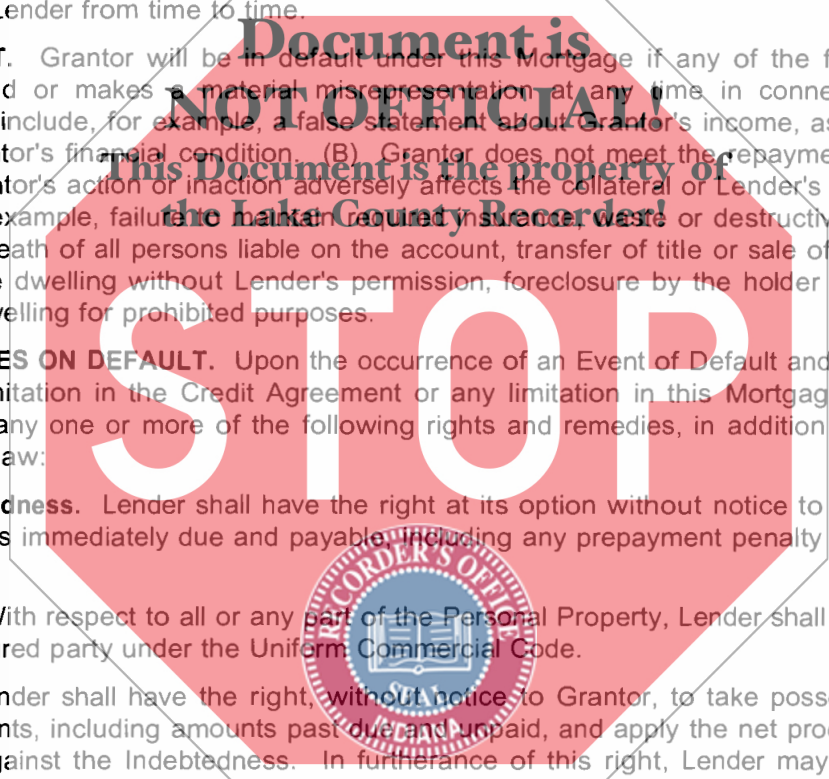 Lender from time to time.
Document is
T. Grantor will be in default under this Mortgage if any of the f
d or makes a material misrepresentation at any time in conne
NOT OFFICIAL!
include, for example, a false statement about Grantor's income, as
tor's financial condition. (B) Grantor does not meet the repayme
This Document is the property of
tor's action or inaction adversely affects the collateral or Lender's
example, failure to maintain required insurance, waste or destructiv
the Lake County Recorder!
eath of all persons liable on the account, transfer of title or sale of
e dwelling without Lender's permission, foreclosure by the holder
velling for prohibited purposes.
STOP
ES ON DEFAULT. Upon the occurrence of an Event of Default and
nitation in the Credit Agreement or any limitation in this Mortgag
any one or more of the following rights and remedies, in addition
aw:
dness. Lender shall have the right at its option without notice to
s immediately due and payable, including any prepayment penalty
RECORDER'S OFFICE
With respect to all or any part of the Personal Property, Lender shall
red party under the Uniform Commercial Code.
SEAL
INDIANA
nder shall have the right, without notice to Grantor, to take poss
nts, including amounts past due and unpaid, and apply the net proc
gainst the Indebtedness. In furtherance of this right, Lender may